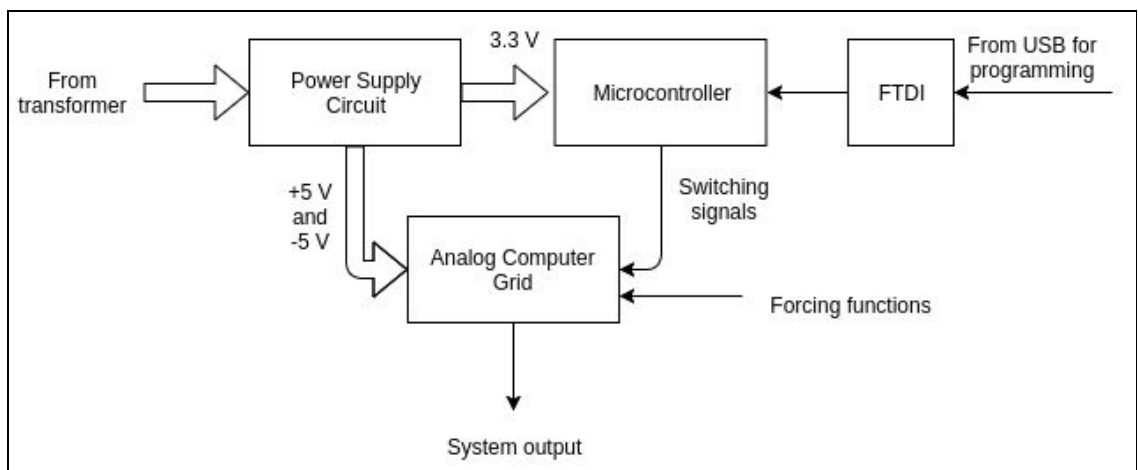 From
transformer
Power Supply
Circuit
3.3 V
Microcontroller
FTDI
From USB for
programming
+5 V
and
-5 V
Switching
signals
Analog Computer
Grid
Forcing functions
System output